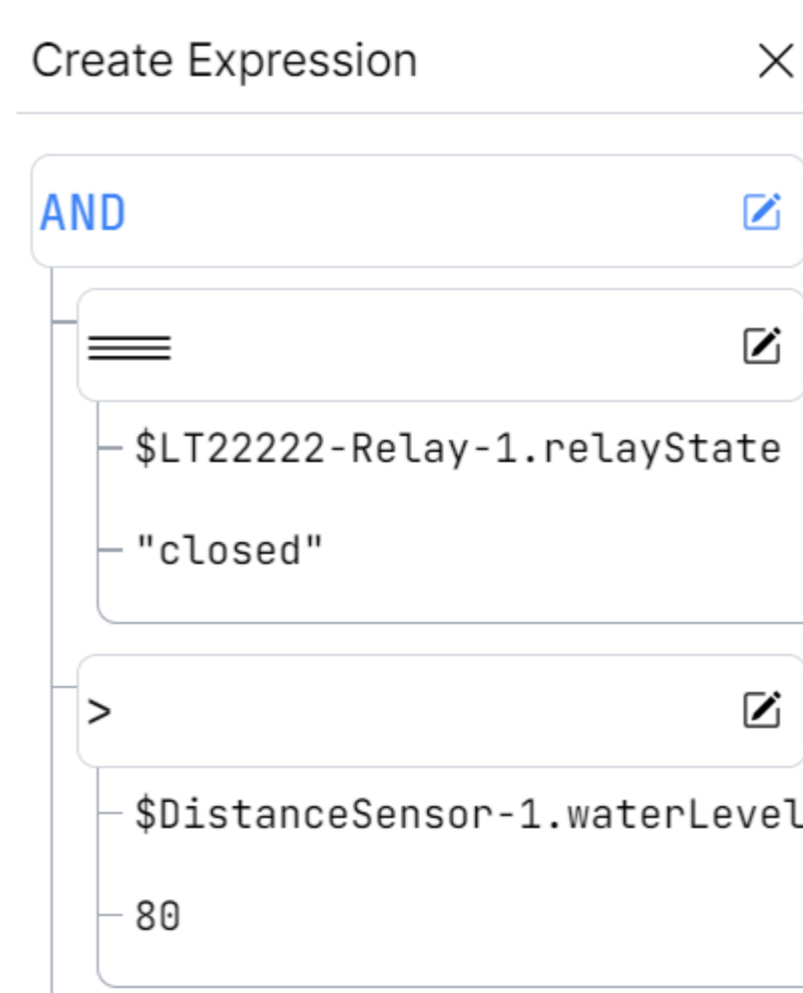 Create Expression
AND
===
$LT22222-Relay-1.relayState
"closed"
>
$DistanceSensor-1.waterLevel
80